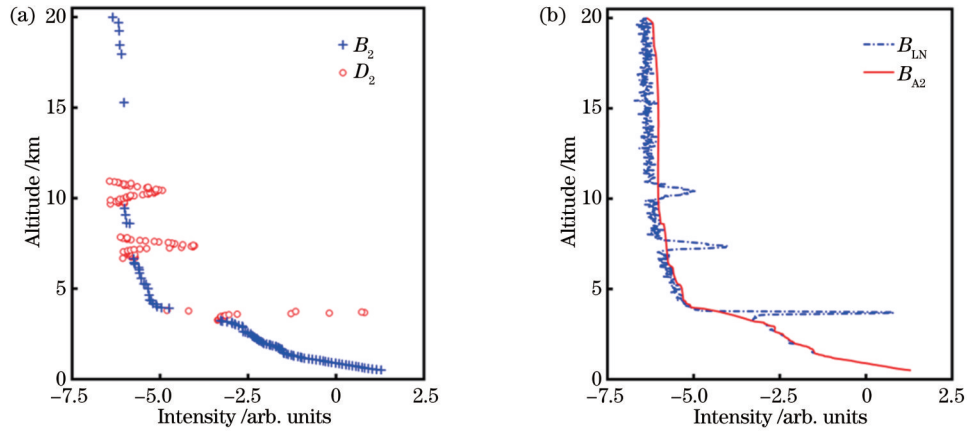 (a)
20
15
10
5
0
Altitude /km
−7.5 −5.0 −2.5 0 2.5
Intensity /arb. units
B2
D2
(b)
20
15
10
5
0
Altitude /km
−7.5 −5.0 −2.5 0 2.5
Intensity /arb. units
BLN
BA2